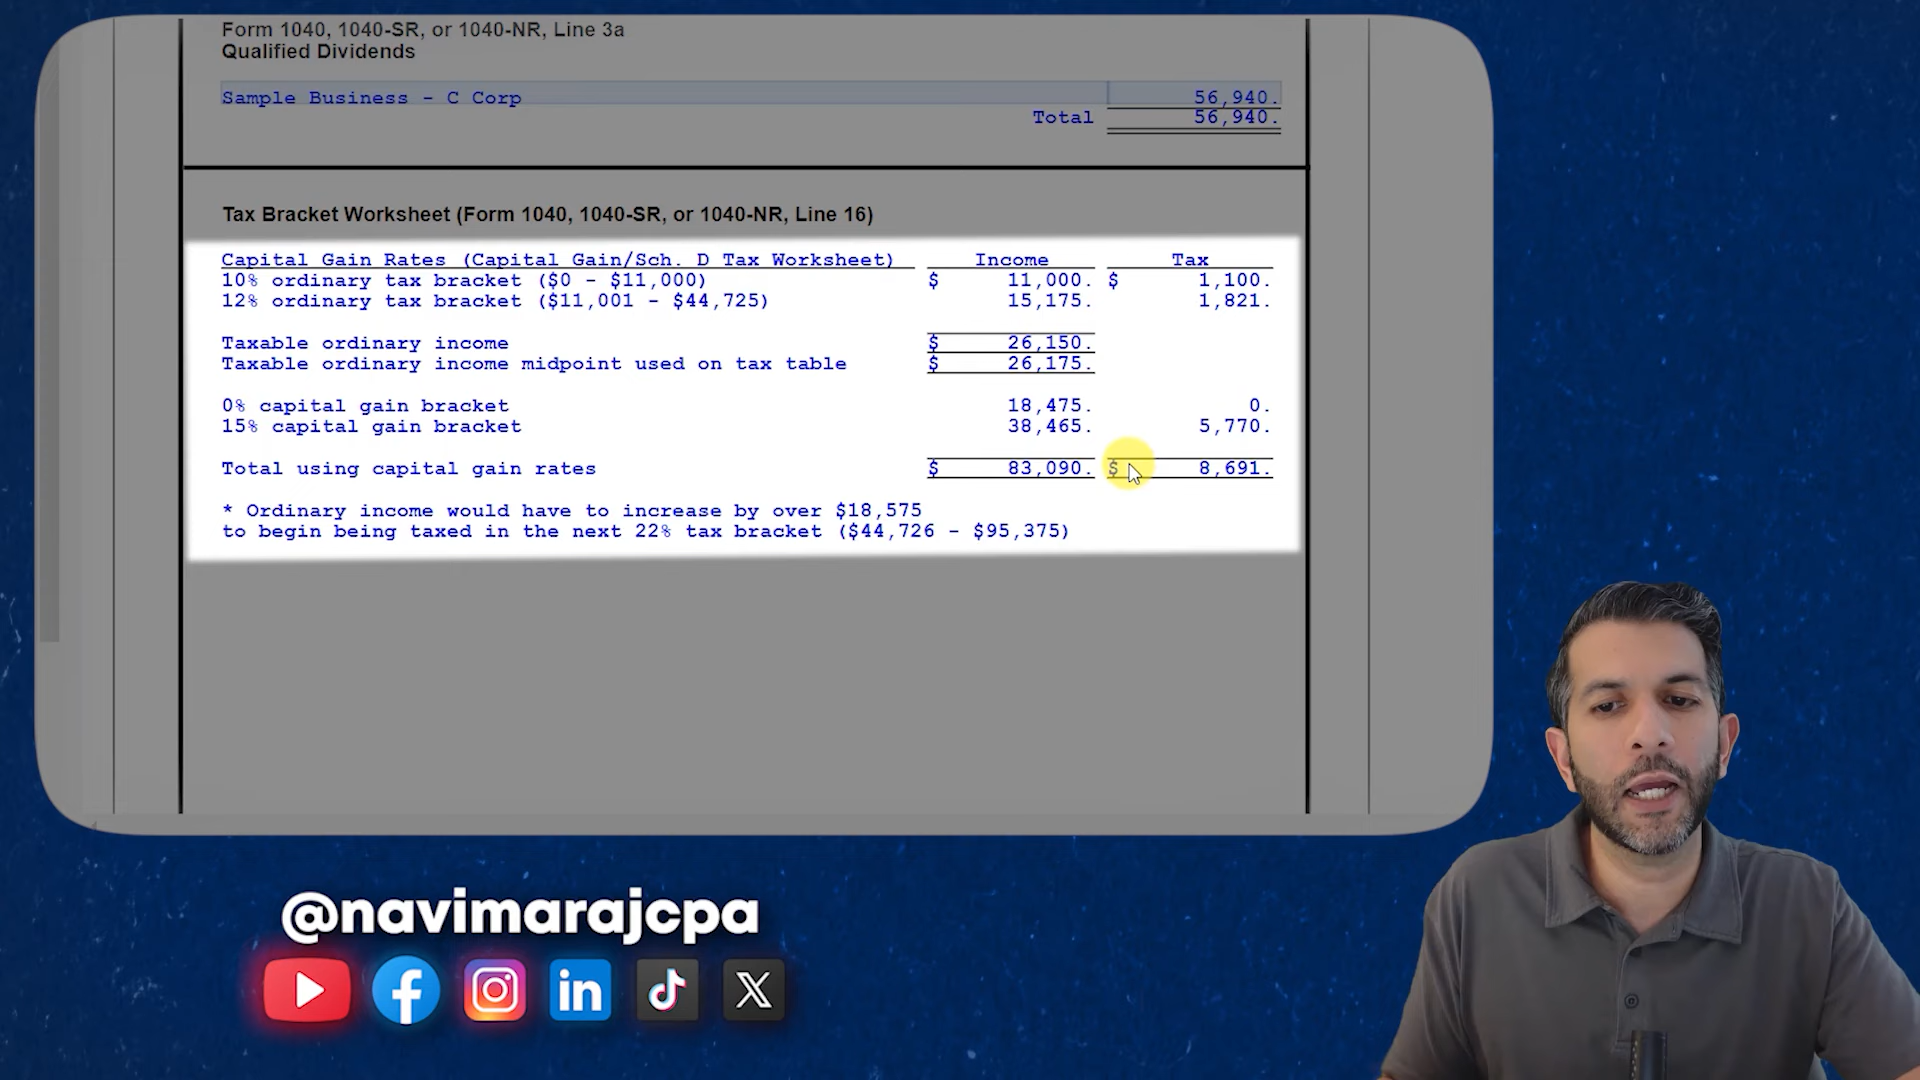 Form 1040, 1040-SR, or 1040-NR, Line 3a
Qualified Dividends
Sample Business - C Corp 56,940.
Total 56,940.
Tax Bracket Worksheet (Form 1040, 1040-SR, or 1040-NR, Line 16)
Capital Gain Rates (Capital Gain/Sch. D Tax Worksheet) Income Tax
10% ordinary tax bracket ($0 - $11,000) $ 11,000. $ 1,100.
12% ordinary tax bracket ($11,001 - $44,725) 15,175. 1,821.
Taxable ordinary income $ 26,150.
Taxable ordinary income midpoint used on tax table $ 26,175.
0% capital gain bracket 18,475. 0.
15% capital gain bracket 38,465. 5,770.
Total using capital gain rates $ 83,090. $ 8,691.
* Ordinary income would have to increase by over $18,575
to begin being taxed in the next 22% tax bracket ($44,726 - $95,375)
@navimarajcpa